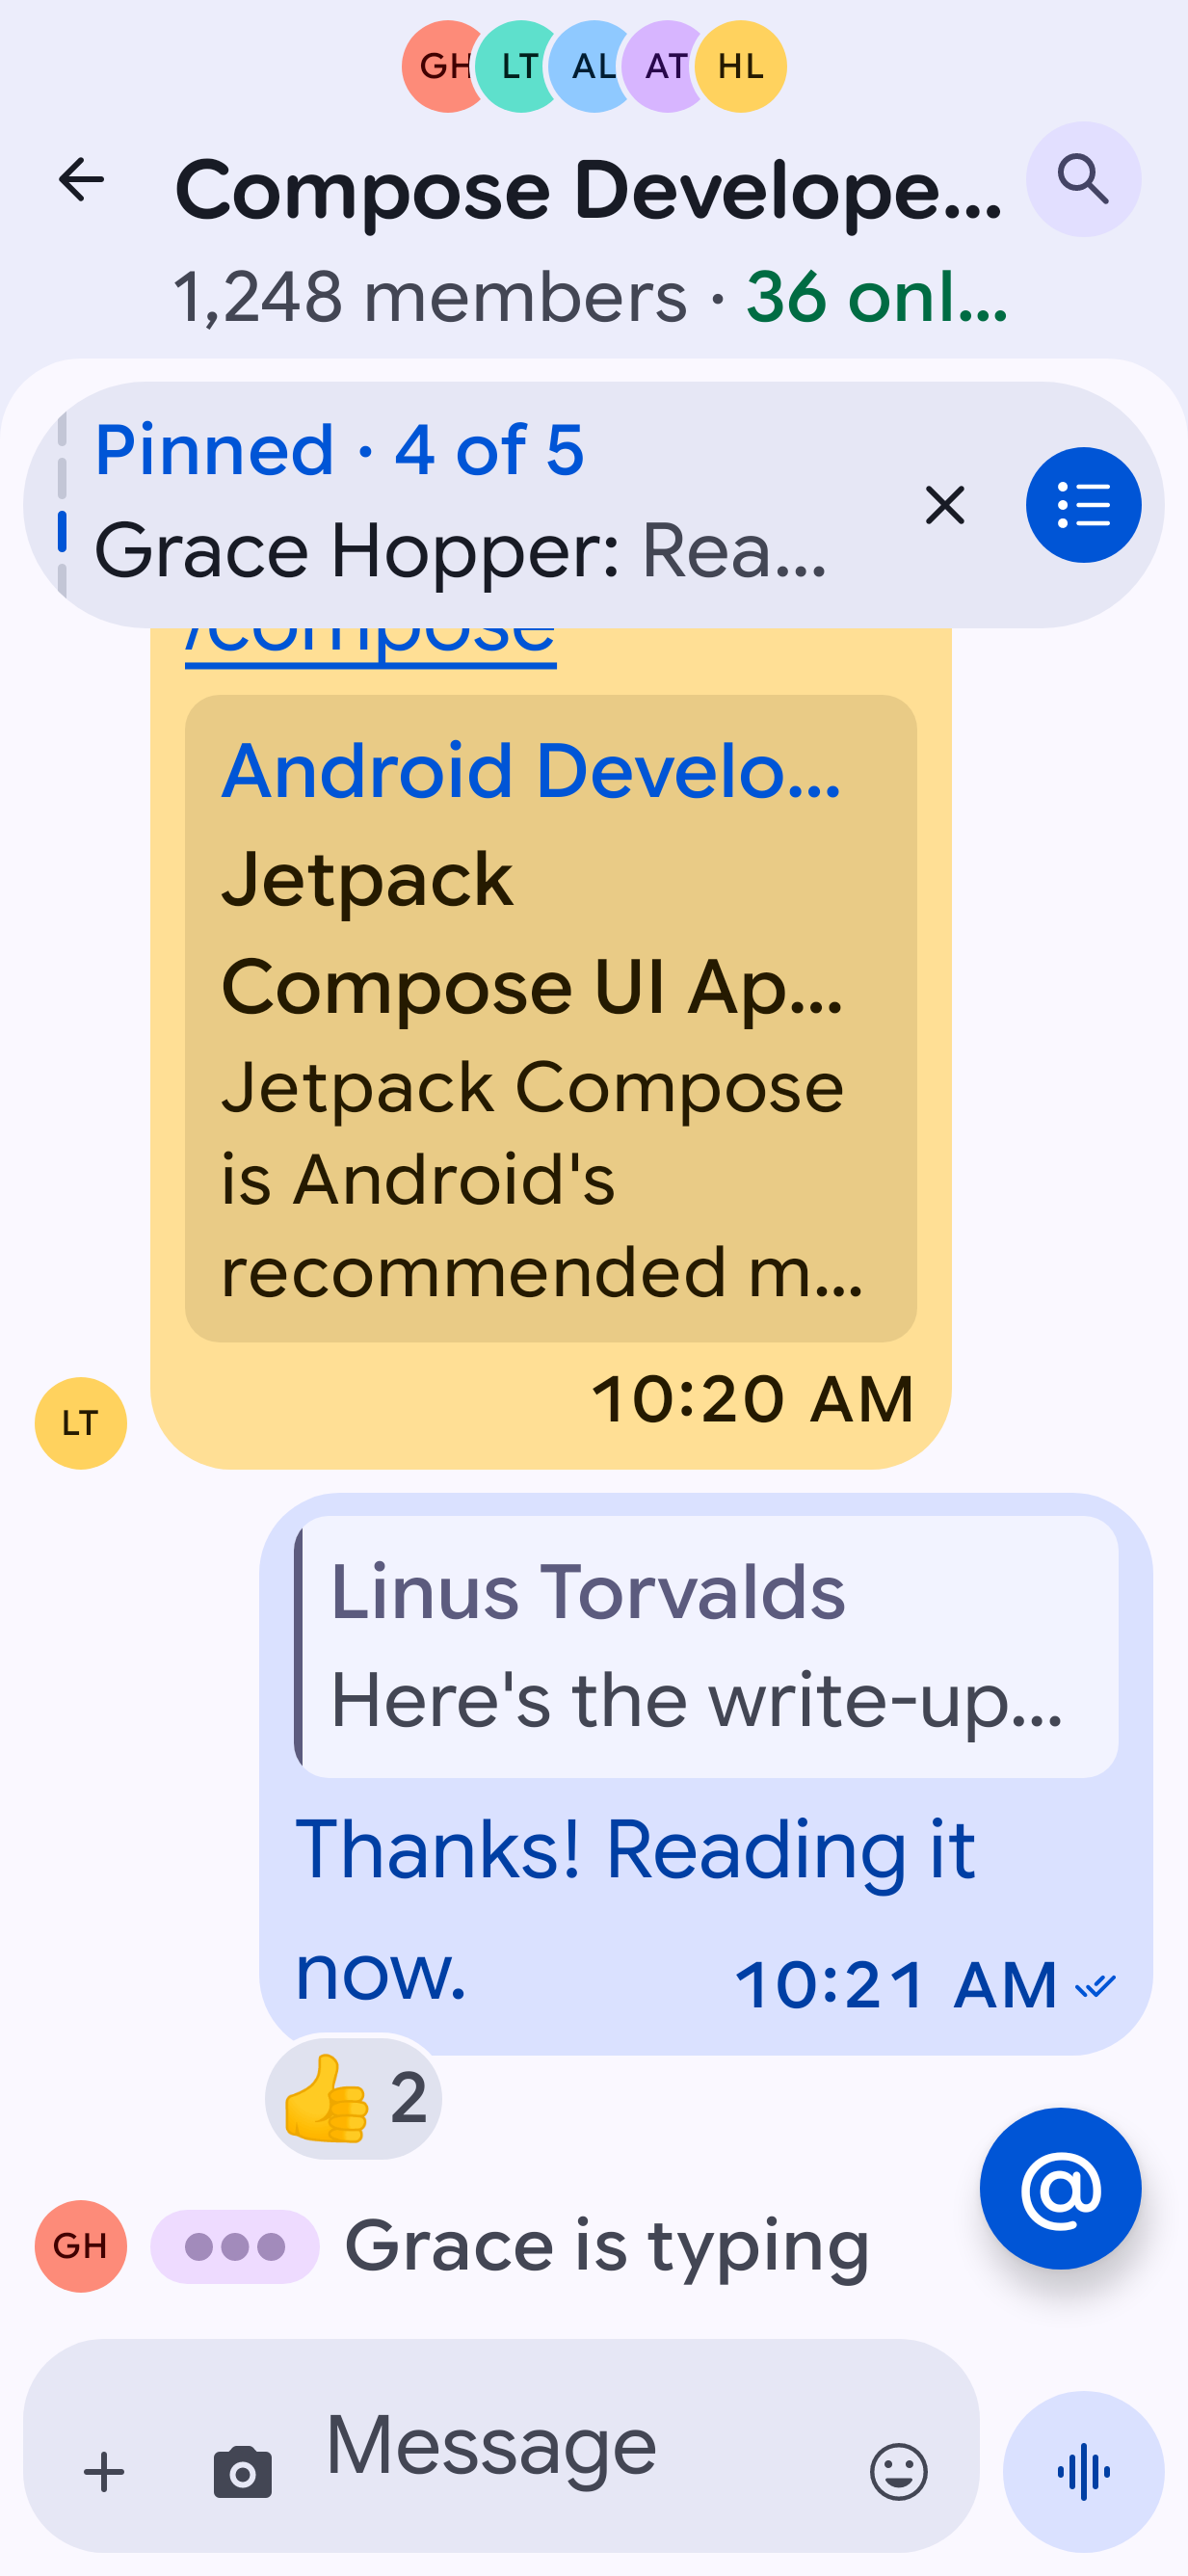 GH LT AL AT HL
Compose Develope...
1,248 members · 36 onl...
Pinned · 4 of 5
Grace Hopper: Rea...
/compose
Android Develo...
Jetpack
Compose UI Ap...
Jetpack Compose
is Android's
recommended m...
10:20 AM
LT
Linus Torvalds
Here's the write-up...
Thanks! Reading it
now.
10:21 AM
👍 2
GH
Grace is typing
@
Message